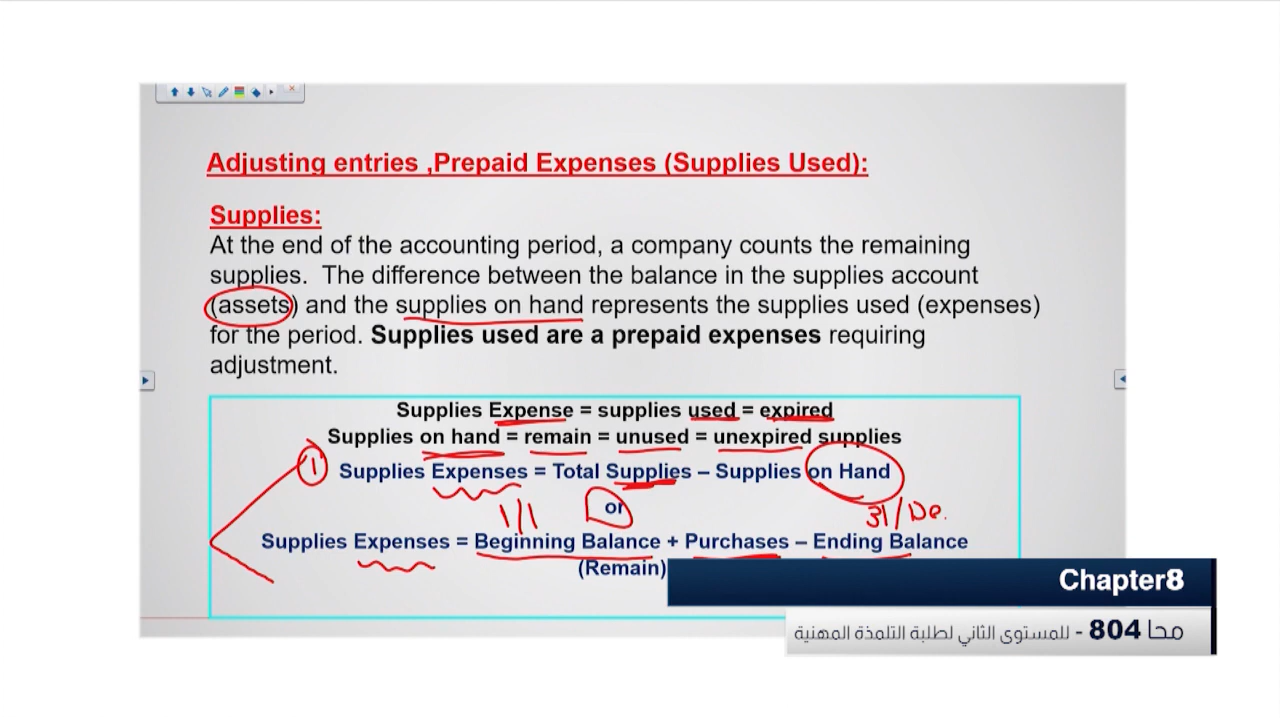 Adjusting entries ,Prepaid Expenses (Supplies Used):
Supplies:
At the end of the accounting period, a company counts the remaining
supplies. The difference between the balance in the supplies account
(assets) and the supplies on hand represents the supplies used (expenses)
for the period. Supplies used are a prepaid expenses requiring
adjustment.
Supplies Expense = supplies used = expired
Supplies on hand = remain = unused = unexpired supplies
1 Supplies Expenses = Total Supplies – Supplies on Hand
or
1/1
31/De.
Supplies Expenses = Beginning Balance + Purchases – Ending Balance
(Remain)
Chapter8
محا 804 - للمستوى الثاني لطلبة التلمذة المهنية